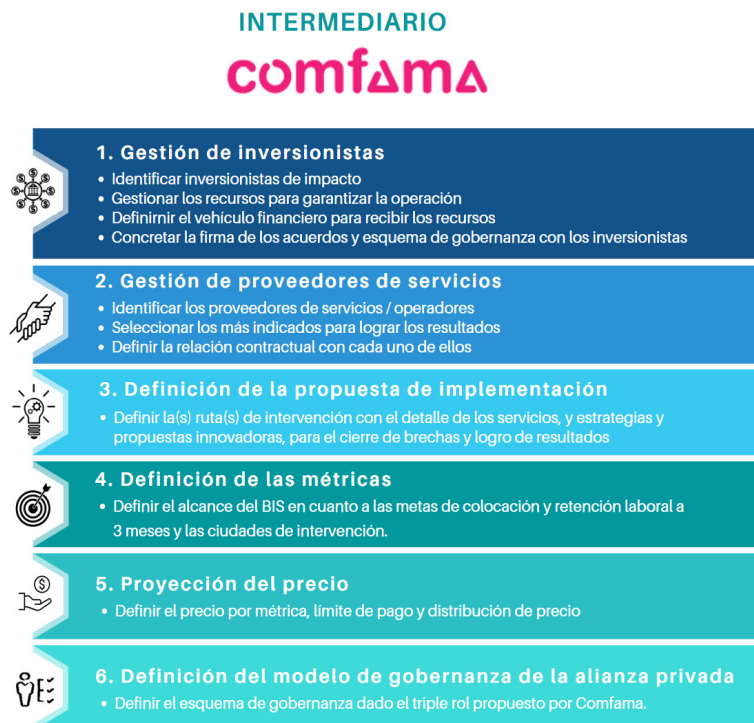 INTERMEDIARIO
comfama
1. Gestión de inversionistas
• Identificar inversionistas de impacto
• Gestionar los recursos para garantizar la operación
• Definirnir el vehículo financiero para recibir los recursos
• Concretar la firma de los acuerdos y esquema de gobernanza con los inversionistas
2. Gestión de proveedores de servicios
• Identificar los proveedores de servicios / operadores
• Seleccionar los más indicados para lograr los resultados
• Definir la relación contractual con cada uno de ellos
3. Definición de la propuesta de implementación
• Definir la(s) ruta(s) de intervención con el detalle de los servicios, y estrategias y
propuestas innovadoras, para el cierre de brechas y logro de resultados
4. Definición de las métricas
• Definir el alcance del BIS en cuanto a las metas de colocación y retención laboral a
3 meses y las ciudades de intervención.
5. Proyección del precio
• Definir el precio por métrica, límite de pago y distribución de precio
6. Definición del modelo de gobernanza de la alianza privada
• Definir el esquema de gobernanza dado el triple rol propuesto por Comfama.